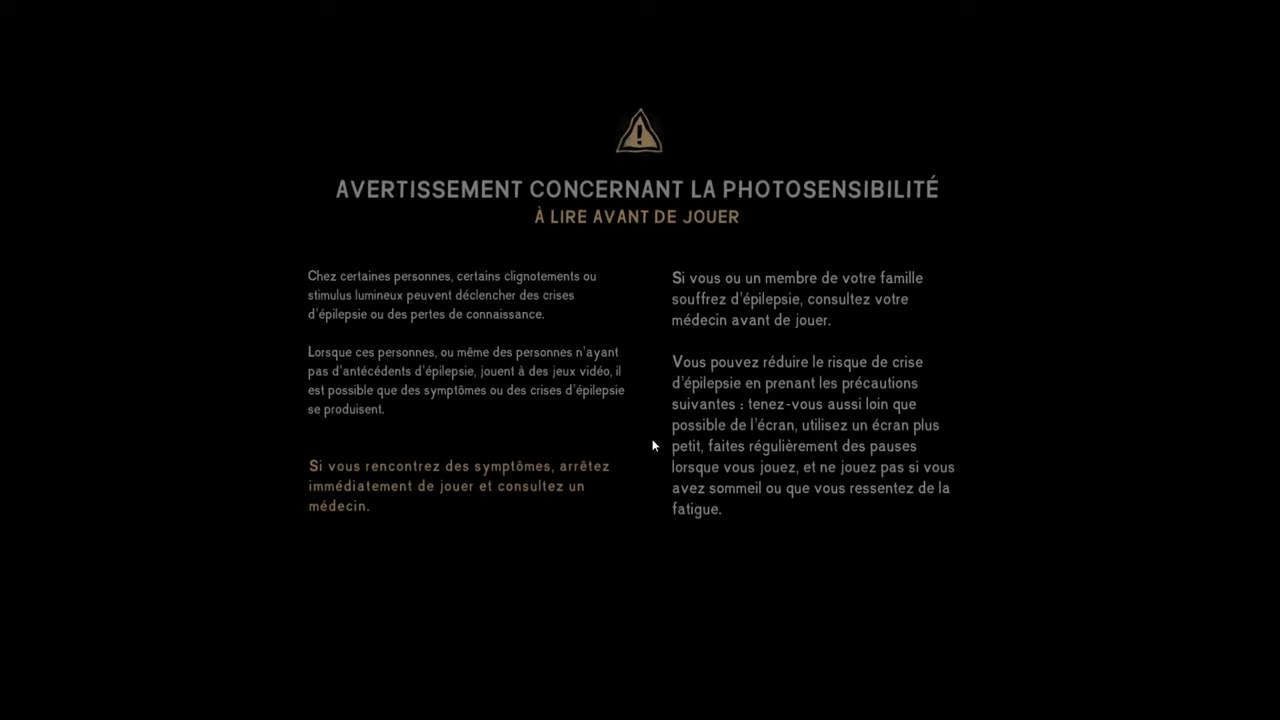 AVERTISSEMENT CONCERNANT LA PHOTOSENSIBILITÉ
À LIRE AVANT DE JOUER
Chez certaines personnes, certains clignotements ou
stimulus lumineux peuvent déclencher des crises
d'épilepsie ou des pertes de connaissance.
Lorsque ces personnes, ou même des personnes n'ayant
pas d'antécédents d'épilepsie, jouent à des jeux vidéo, il
est possible que des symptômes ou des crises d'épilepsie
se produisent.
Si vous rencontrez des symptômes, arrêtez
immédiatement de jouer et consultez un
médecin.
Si vous ou un membre de votre famille
souffrez d'épilepsie, consultez votre
médecin avant de jouer.
Vous pouvez réduire le risque de crise
d'épilepsie en prenant les précautions
suivantes : tenez-vous aussi loin que
possible de l'écran, utilisez un écran plus
petit, faites régulièrement des pauses
lorsque vous jouez, et ne jouez pas si vous
avez sommeil ou que vous ressentez de la
fatigue.